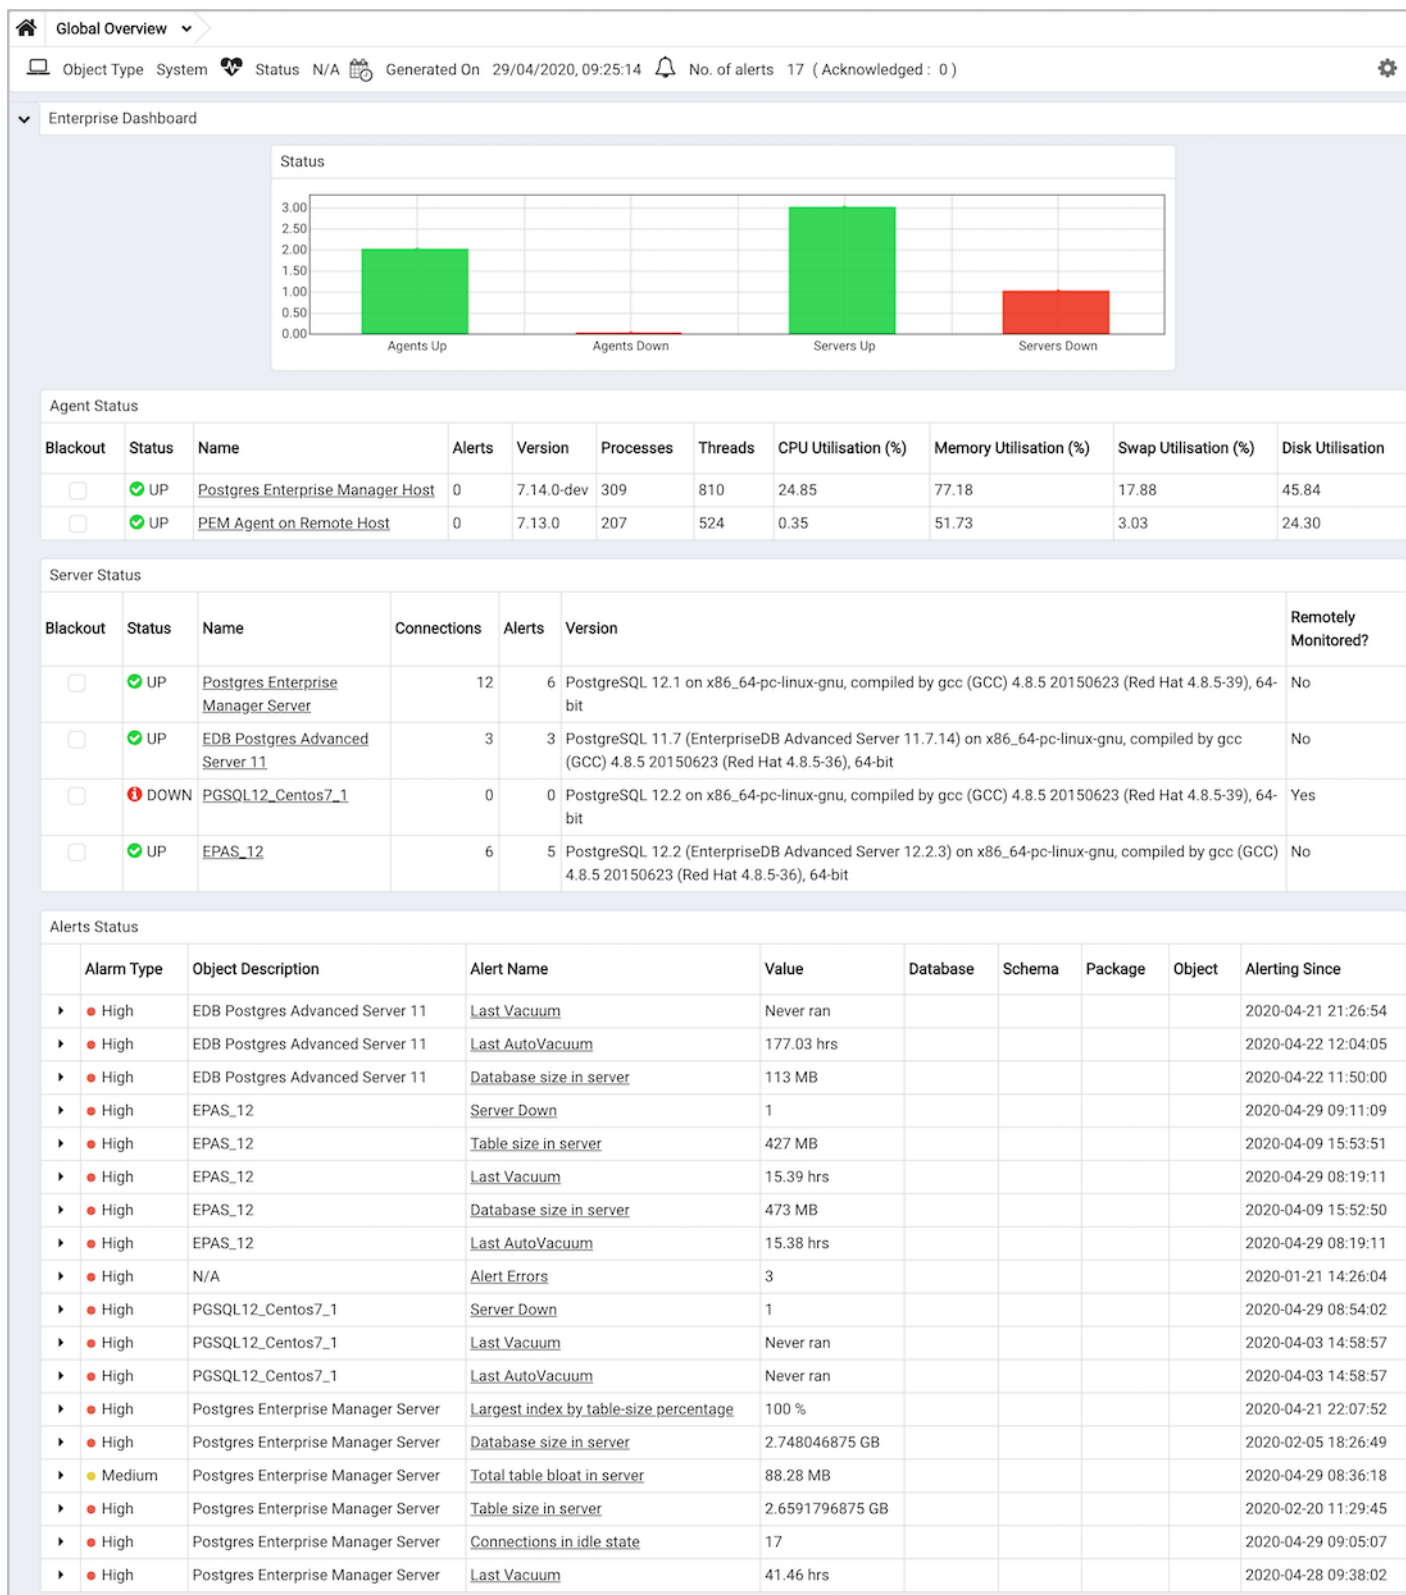 Global Overview
Object Type System Status N/A Generated On 29/04/2020, 09:25:14 No. of alerts 17 ( Acknowledged : 0 )
Enterprise Dashboard
Status
3.00
2.50
2.00
1.50
1.00
0.50
0.00
Agents Up Agents Down Servers Up Servers Down
Agent Status
Blackout Status Name Alerts Version Processes Threads CPU Utilisation (%) Memory Utilisation (%) Swap Utilisation (%) Disk Utilisation
UP Postgres Enterprise Manager Host 0 7.14.0-dev 309 810 24.85 77.18 17.88 45.84
UP PEM Agent on Remote Host 0 7.13.0 207 524 0.35 51.73 3.03 24.30
Server Status
Blackout Status Name Connections Alerts Version Remotely
Monitored?
UP Postgres Enterprise 12 6 PostgreSQL 12.1 on x86_64-pc-linux-gnu, compiled by gcc (GCC) 4.8.5 20150623 (Red Hat 4.8.5-39), 64- No
Manager Server bit
UP EDB Postgres Advanced 3 3 PostgreSQL 11.7 (EnterpriseDB Advanced Server 11.7.14) on x86_64-pc-linux-gnu, compiled by gcc No
Server 11 (GCC) 4.8.5 20150623 (Red Hat 4.8.5-36), 64-bit
DOWN PGSQL12_Centos7_1 0 0 PostgreSQL 12.2 on x86_64-pc-linux-gnu, compiled by gcc (GCC) 4.8.5 20150623 (Red Hat 4.8.5-39), 64- Yes
bit
UP EPAS_12 6 5 PostgreSQL 12.2 (EnterpriseDB Advanced Server 12.2.3) on x86_64-pc-linux-gnu, compiled by gcc (GCC) No
4.8.5 20150623 (Red Hat 4.8.5-36), 64-bit
Alerts Status
Alarm Type Object Description Alert Name Value Database Schema Package Object Alerting Since
High EDB Postgres Advanced Server 11 Last Vacuum Never ran 2020-04-21 21:26:54
High EDB Postgres Advanced Server 11 Last AutoVacuum 177.03 hrs 2020-04-22 12:04:05
High EDB Postgres Advanced Server 11 Database size in server 113 MB 2020-04-22 11:50:00
High EPAS_12 Server Down 1 2020-04-29 09:11:09
High EPAS_12 Table size in server 427 MB 2020-04-09 15:53:51
High EPAS_12 Last Vacuum 15.39 hrs 2020-04-29 08:19:11
High EPAS_12 Database size in server 473 MB 2020-04-09 15:52:50
High EPAS_12 Last AutoVacuum 15.38 hrs 2020-04-29 08:19:11
High N/A Alert Errors 3 2020-01-21 14:26:04
High PGSQL12_Centos7_1 Server Down 1 2020-04-29 08:54:02
High PGSQL12_Centos7_1 Last Vacuum Never ran 2020-04-03 14:58:57
High PGSQL12_Centos7_1 Last AutoVacuum Never ran 2020-04-03 14:58:57
High Postgres Enterprise Manager Server Largest index by table-size percentage 100 % 2020-04-21 22:07:52
High Postgres Enterprise Manager Server Database size in server 2.748046875 GB 2020-02-05 18:26:49
Medium Postgres Enterprise Manager Server Total table bloat in server 88.28 MB 2020-04-29 08:36:18
High Postgres Enterprise Manager Server Table size in server 2.6591796875 GB 2020-02-20 11:29:45
High Postgres Enterprise Manager Server Connections in idle state 17 2020-04-29 09:05:07
High Postgres Enterprise Manager Server Last Vacuum 41.46 hrs 2020-04-28 09:38:02